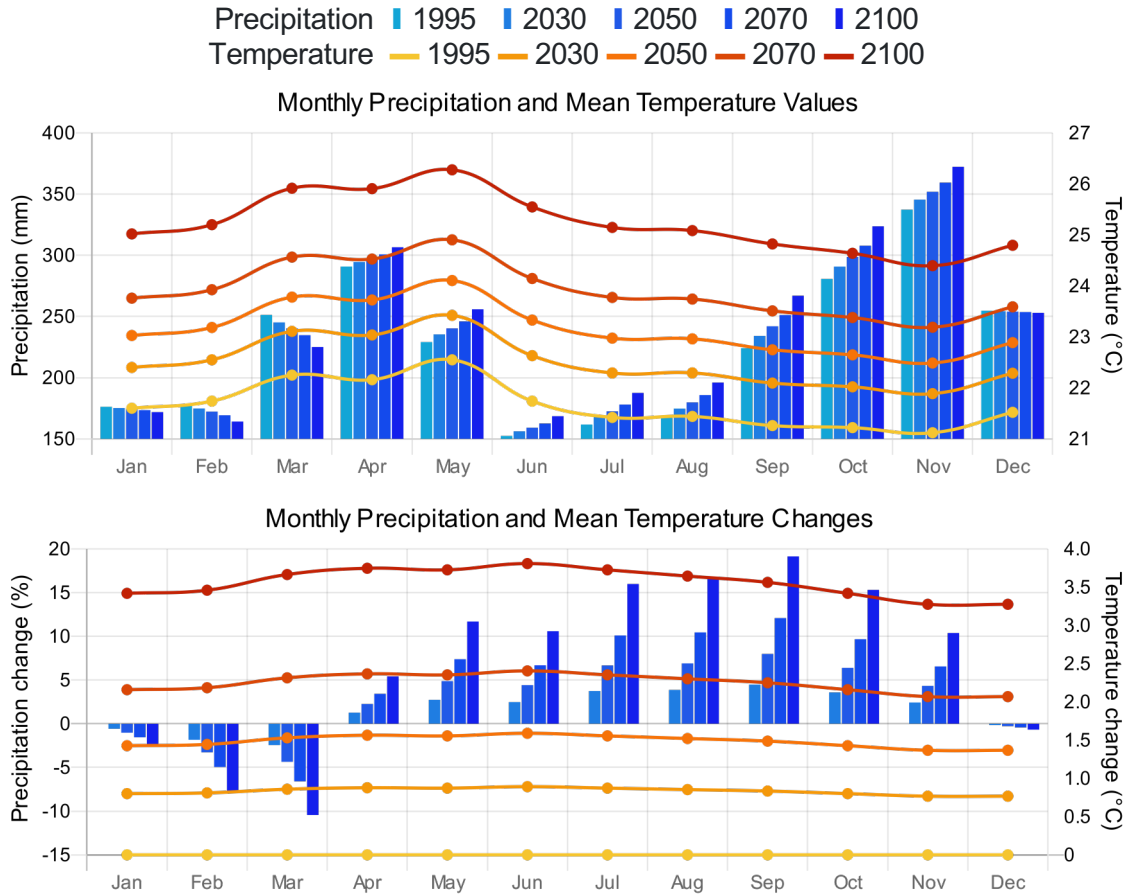 Precipitation 1995 2030 2050 2070 2100
Temperature 1995 2030 2050 2070 2100
Monthly Precipitation and Mean Temperature Values
400 27
350 26
300 25
24
250 23
200 22
150 21
Precipitation (mm)
Temperature (°C)
Jan Feb Mar Apr May Jun Jul Aug Sep Oct Nov Dec
Monthly Precipitation and Mean Temperature Changes
20 4.0
15 3.5
10 3.0
5 2.5
0 2.0
-5 1.5
-10 1.0
0.5
-15 0
Precipitation change (%)
Temperature change (°C)
Jan Feb Mar Apr May Jun Jul Aug Sep Oct Nov Dec